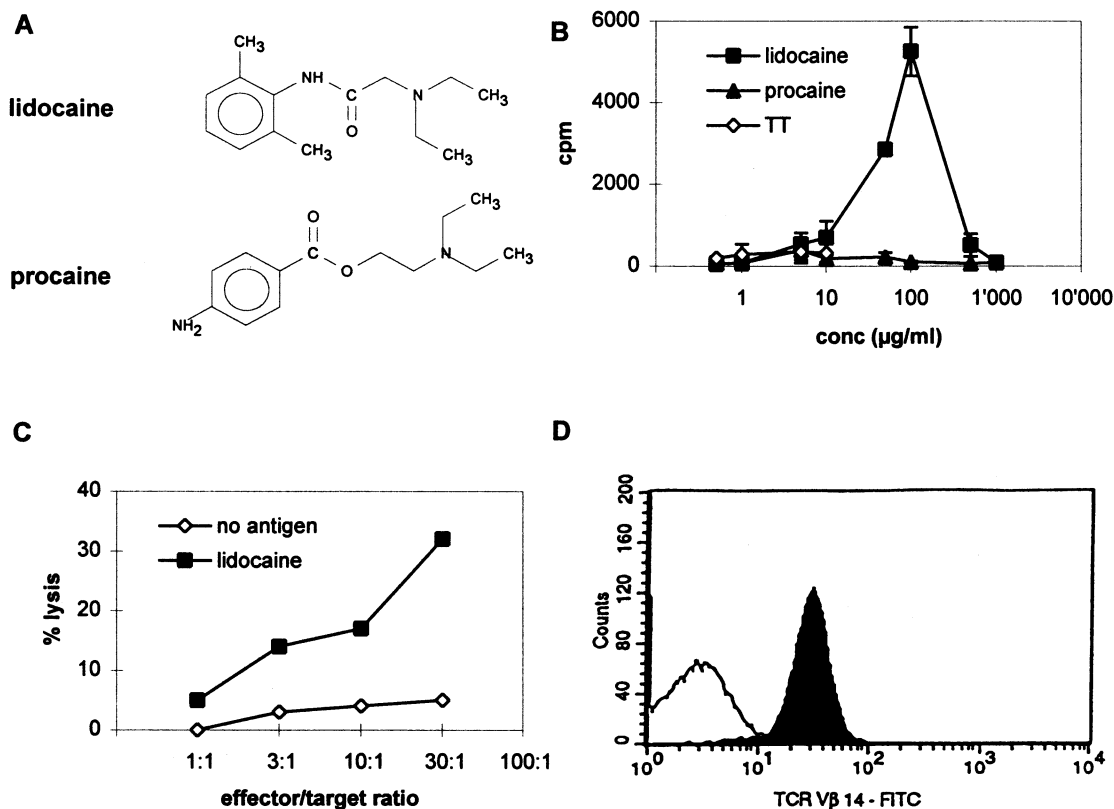 A
lidocaine
CH3
NH
C
O
N
CH3
CH3
CH3
procaine
O
C
O
N
CH3
CH3
NH2
B
lidocaine
procaine
TT
cpm
6000
4000
2000
0
1
10
100
1'000
10'000
conc (µg/ml)
C
no antigen
lidocaine
% lysis
40
30
20
10
0
1:1
3:1
10:1
30:1
100:1
effector/target ratio
D
Counts
200
160
120
80
40
0
10^0
10^1
10^2
10^3
10^4
TCR Vβ 14 - FITC